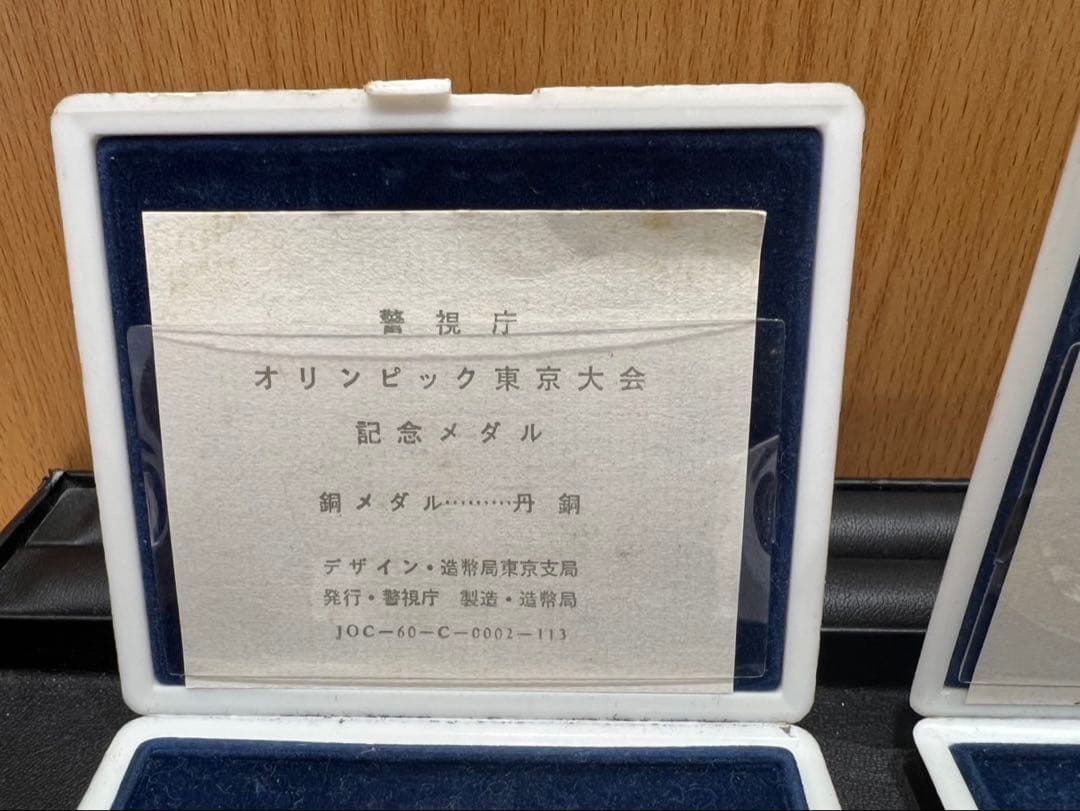 警視庁
オリンピック東京大会
記念メダル
銅メダル………丹銅
デザイン・造幣局東京支局
発行・警視庁　製造・造幣局
JOC－60－C－0002－113